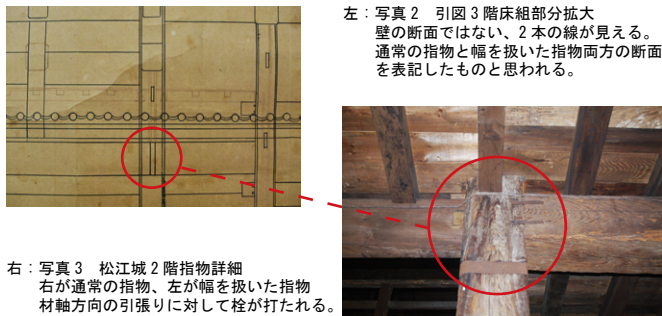 左：写真2　引図3階床組部分拡大
壁の断面ではない、2本の線が見える。
通常の指物と幅を扱いた指物両方の断面
を表記したものと思われる。
右：写真3　松江城2階指物詳細
右が通常の指物、左が幅を扱いた指物
材軸方向の引張りに対して栓が打たれる。